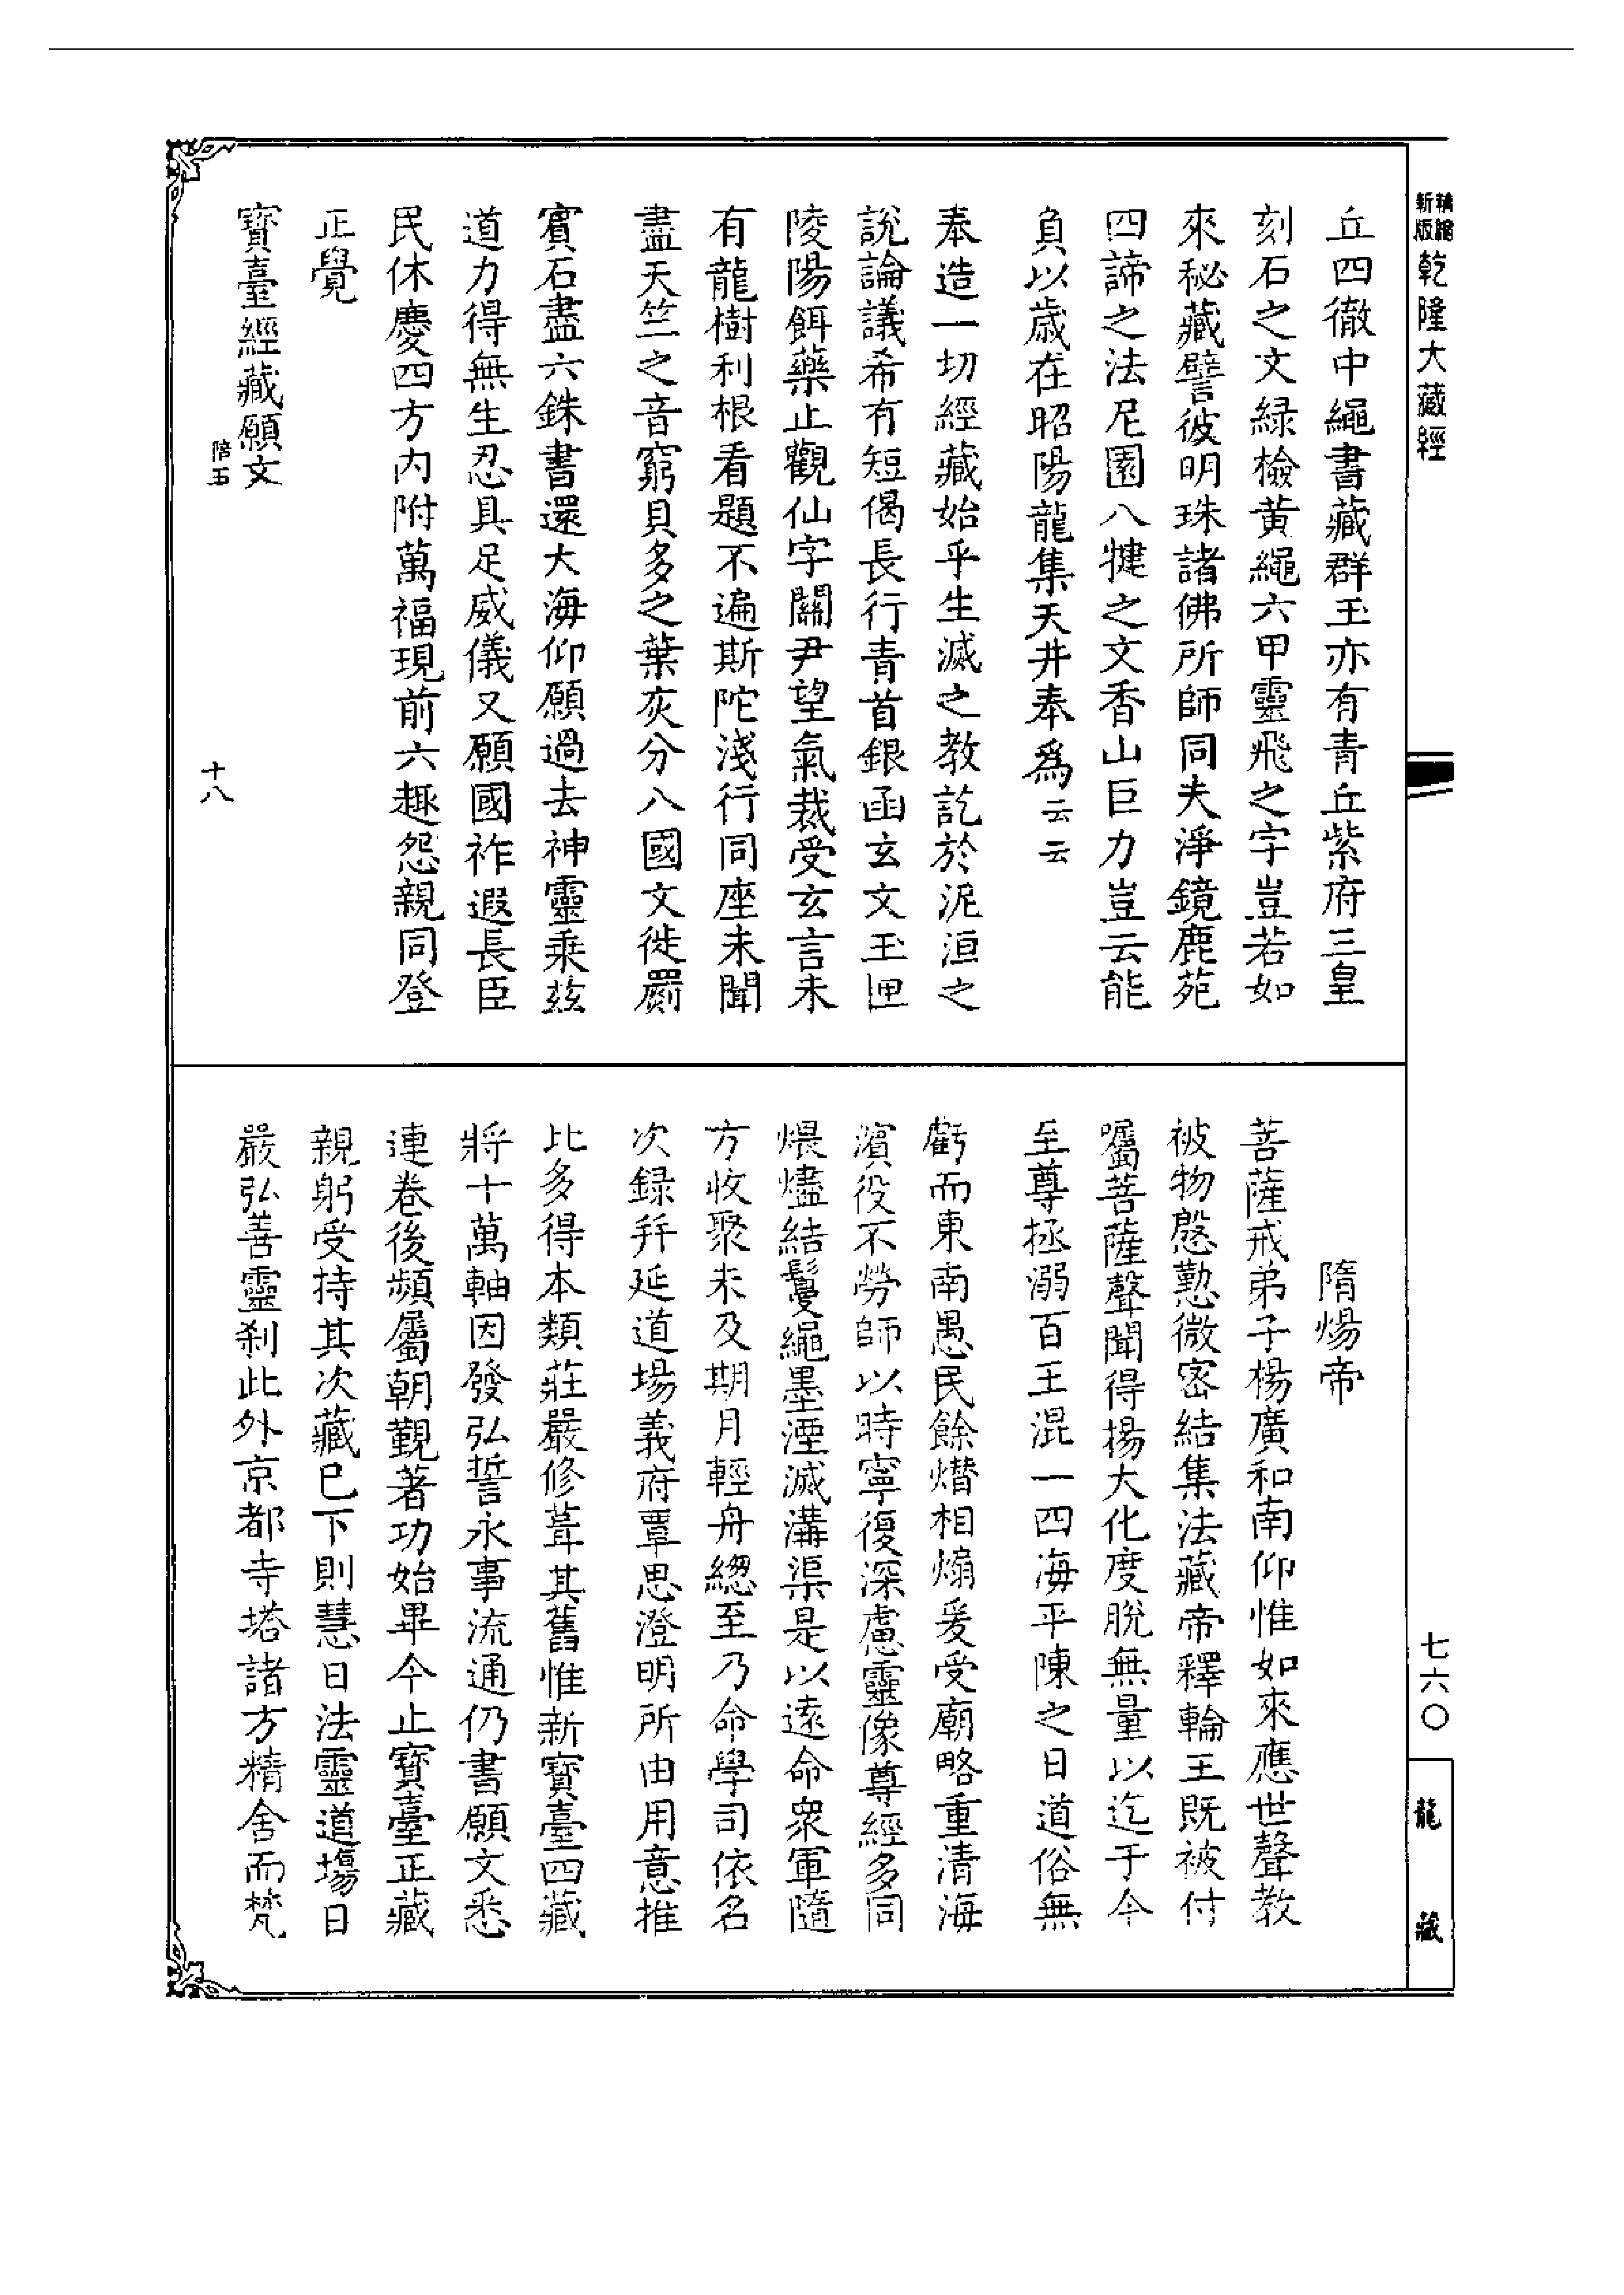 精縮新版乾隆大藏經
丘四徹中繩書藏群玉亦有青丘紫府三皇
刻石之文緑檢黃繩六甲靈飛之字豈若如
來秘藏譬彼明珠諸佛所師同夫淨鏡鹿苑
四諦之法尼園八犍之文香山巨力豈云能
負以歲在昭陽龍集天井奉爲云云
奉造一切經藏始乎生滅之教訖於泥洹之
說論議希有短偈長行青首銀函玄文玉匣
陵陽餌藥止觀仙字關尹望氣裁受玄言未
有龍樹利根看題不遍斯陀淺行同座未聞
盡天竺之音窮貝多之葉灰分八國文徙罽
賓石盡六銖書還大海仰願過去神靈乘兹
道力得無生忍具足威儀又願國祚遐長臣
民休慶四方內附萬福現前六趣怨親同登
正覺
寶臺經藏願文
陪五
十八
隋煬帝
菩薩戒弟子楊廣和南仰惟如來應世聲教
被物慇懃微密結集法藏帝釋輪王既被付
囑菩薩聲聞得揚大化度脫無量以迄于今
至尊拯溺百王混一四海平陳之日道俗無
虧而東南愚民餘燼相煽爰受廟略重清海
濱役不勞師以時寧復深慮靈像尊經多同
煨燼結鬘繩墨湮滅溝渠是以遠命衆軍隨
方收聚未及期月輕舟總至乃命學司依名
次録并延道場義府覃思澄明所由用意推
比多得本類莊嚴修葺其舊惟新寶臺四藏
將十萬軸因發弘誓永事流通仍書願文悉
連卷後頻屬朝覲著功始畢今止寶臺正藏
親躬受持其次藏已下則慧日法靈道場日
嚴弘善靈刹此外京都寺塔諸方精舍而梵
七六〇
龍藏